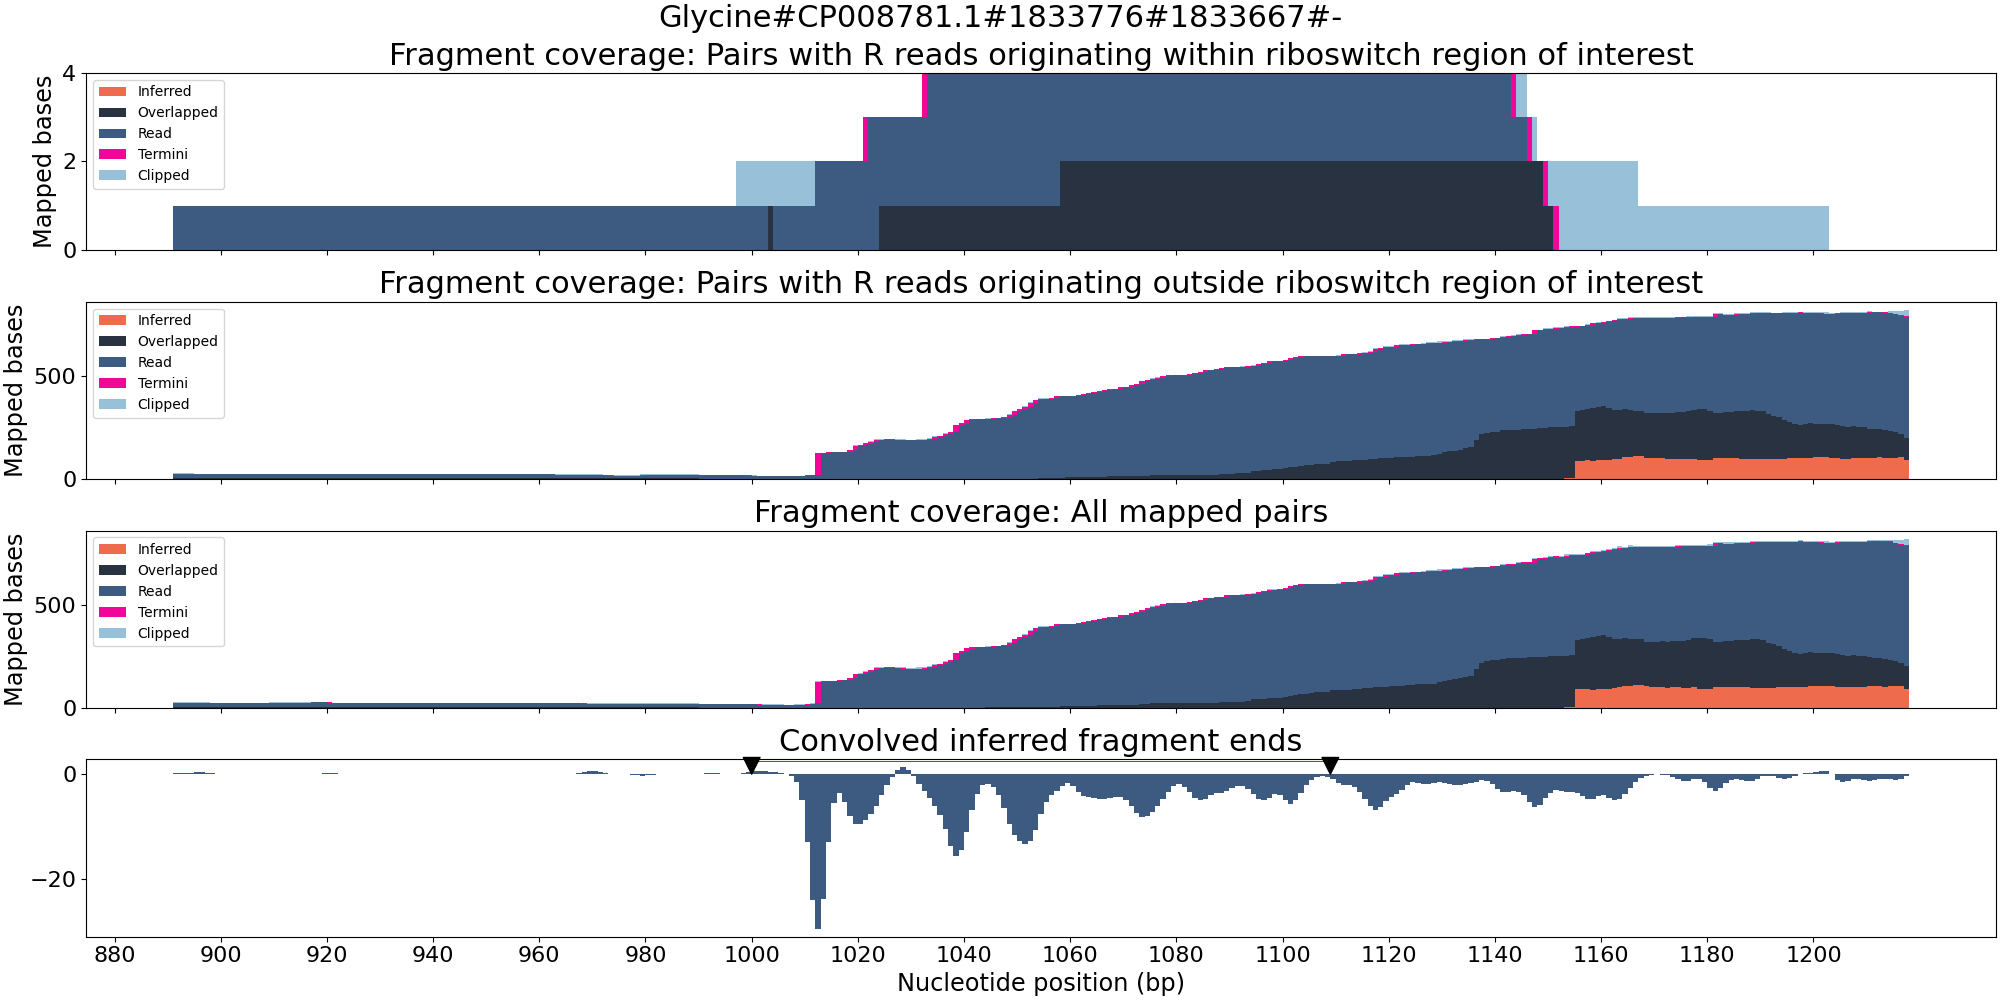 Glycine#CP008781.1#1833776#1833667#-
Fragment coverage: Pairs with R reads originating within riboswitch region of interest
Mapped bases
4
2
0
Inferred
Overlapped
Read
Termini
Clipped
Fragment coverage: Pairs with R reads originating outside riboswitch region of interest
Mapped bases
500
0
Inferred
Overlapped
Read
Termini
Clipped
Fragment coverage: All mapped pairs
Mapped bases
500
0
Inferred
Overlapped
Read
Termini
Clipped
Convolved inferred fragment ends
0
−20
880 900 920 940 960 980 1000 1020 1040 1060 1080 1100 1120 1140 1160 1180 1200
Nucleotide position (bp)